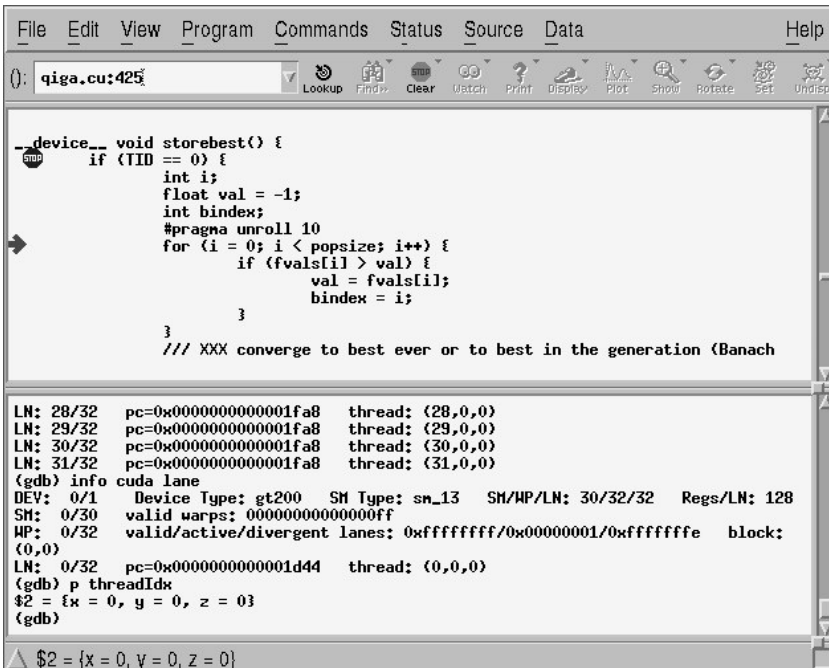 File Edit View Program Commands Status Source Data Help
(): qiga.cu:425 Lookup Find» Clear Watch Print Display Plot Show Rotate Set Undisp
__device__ void storebest() {
STOP if (TID == 0) {
int i;
float val = -1;
int bindex;
#pragma unroll 10
for (i = 0; i < popsize; i++) {
if (fvals[i] > val) {
val = fvals[i];
bindex = i;
}
}
/// XXX converge to best ever or to best in the generation (Banach
LN: 28/32 pc=0x0000000000001fa8 thread: (28,0,0)
LN: 29/32 pc=0x0000000000001fa8 thread: (29,0,0)
LN: 30/32 pc=0x0000000000001fa8 thread: (30,0,0)
LN: 31/32 pc=0x0000000000001fa8 thread: (31,0,0)
(gdb) info cuda lane
DEV: 0/1 Device Type: gt200 SM Type: sm_13 SM/WP/LN: 30/32/32 Regs/LN: 128
SM: 0/30 valid warps: 00000000000000ff
WP: 0/32 valid/active/divergent lanes: 0xffffffff/0x00000001/0xfffffffe block:
(0,0)
LN: 0/32 pc=0x0000000000001d44 thread: (0,0,0)
(gdb) p threadIdx
$2 = {x = 0, y = 0, z = 0}
(gdb)
$2 = {x = 0, y = 0, z = 0}